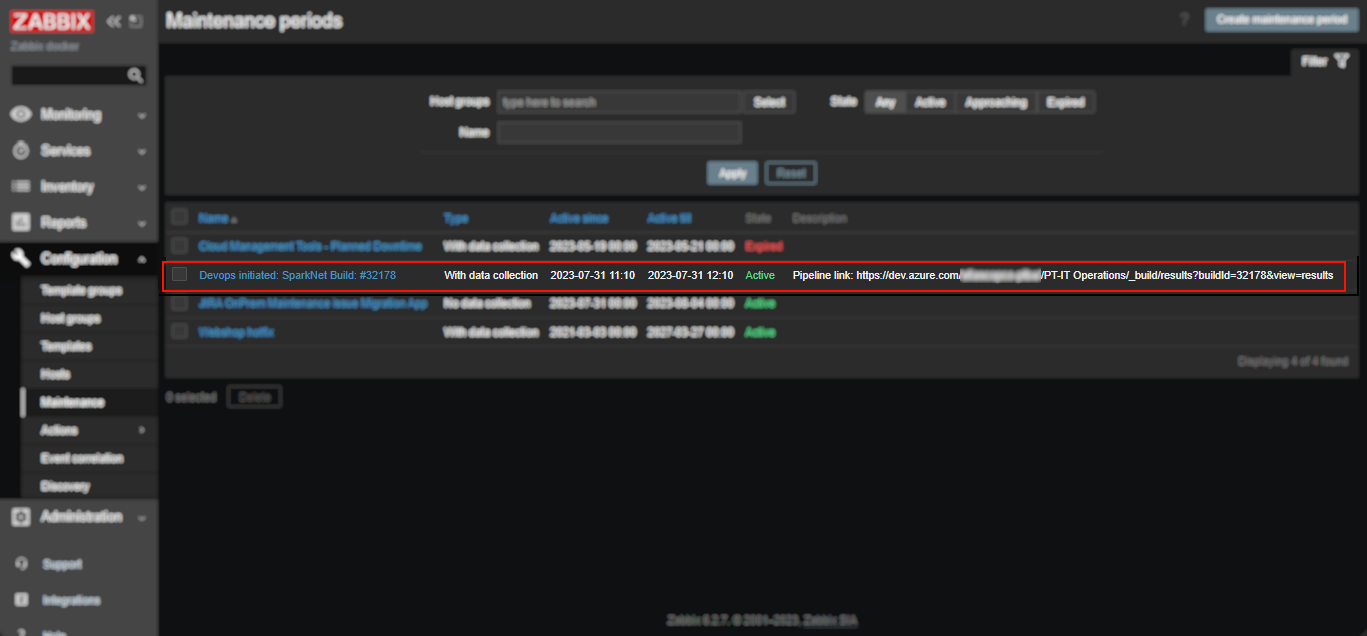 ZABBIX
Zabbix docker
Maintenance periods
? Create maintenance period
Filter
Monitoring
Services
Inventory
Reports
Configuration
Template groups
Host groups
Templates
Hosts
Maintenance
Actions
Event correlation
Discovery
Administration
Support
Integrations
Help
Host groups type here to search Select State Any Active Approaching Expired
Name
Apply Reset
Name Type Active since Active till State Description
Cloud Management Tools - Planned Downtime With data collection 2023-05-19 00:00 2023-05-21 00:00 Expired
Devops initiated: SparkNet Build: #32178 With data collection 2023-07-31 11:10 2023-07-31 12:10 Active Pipeline link: https://dev.azure.com/ /PT-IT Operations/_build/results?buildId=32178&view=results
JIRA OnPrem Maintenance issue Migration App No data collection 2023-07-31 00:00 2023-08-04 00:00 Active
Webshop hotfix With data collection 2021-03-03 00:00 2027-03-27 00:00 Active
Displaying 4 of 4 found
0 selected Delete
Zabbix 6.2.7. © 2001–2023, Zabbix SIA